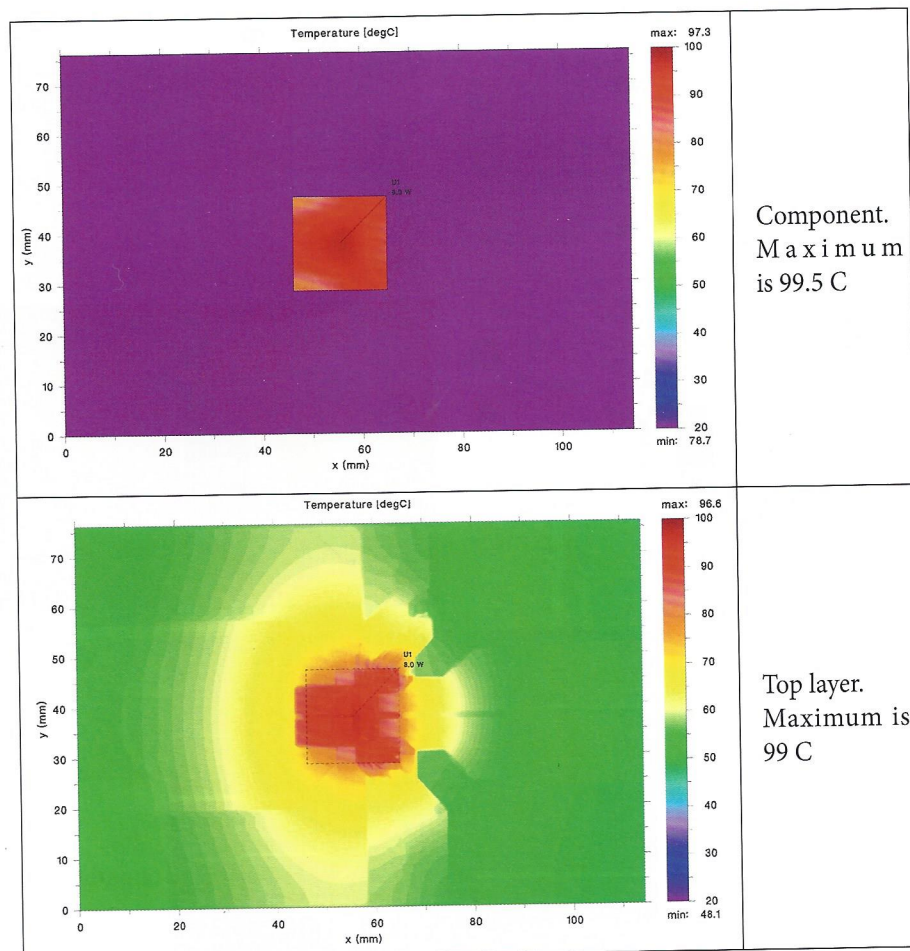 Temperature [degC]
max: 97.3
100
90
80
70
60
50
40
30
20
min: 78.7
70
60
50
40
30
20
10
0
y (mm)
U1
8.0 W
0
20
40
60
80
100
x (mm)
Component.
Maximum
is 99.5 C
Temperature [degC]
max: 96.6
100
90
80
70
60
50
40
30
20
min: 48.1
70
60
50
40
30
20
10
0
y (mm)
U1
8.0 W
0
20
40
60
80
100
x (mm)
Top layer.
Maximum is
99 C